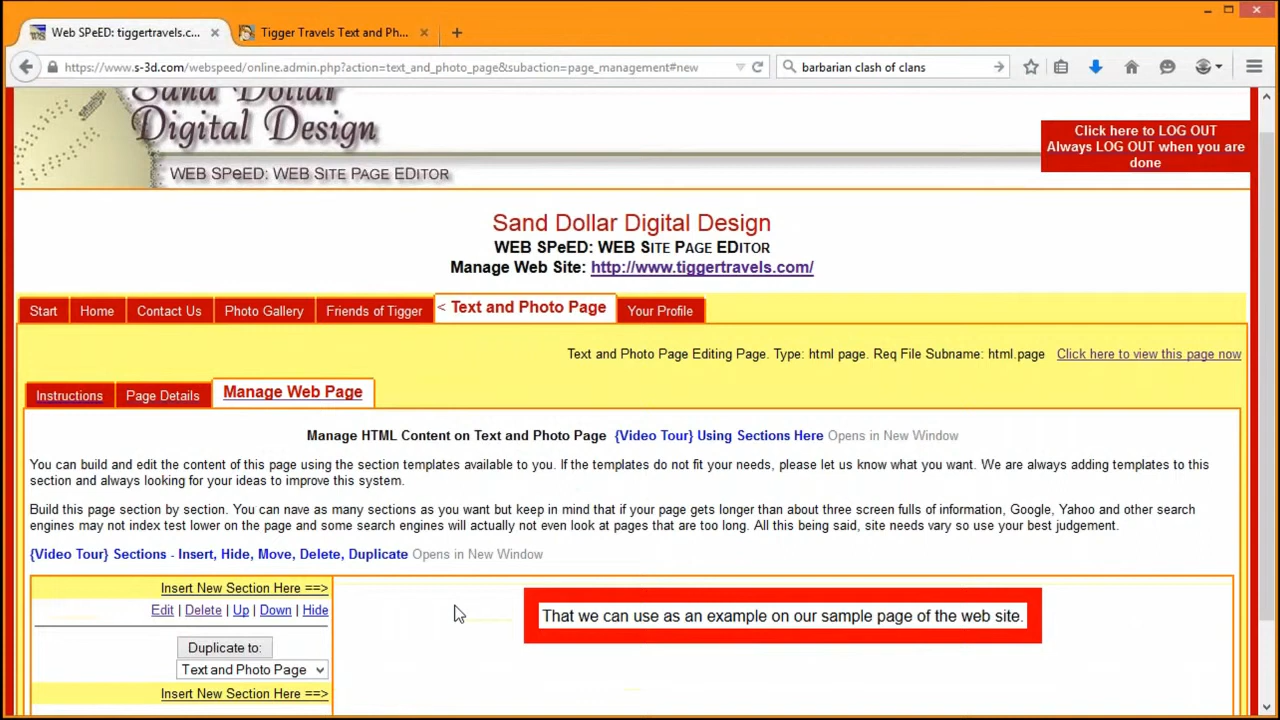 Web SPeED: tiggertravels.c...
Tigger Travels Text and Ph...
https://www.s-3d.com/webspeed/online.admin.php?action=text_and_photo_page&subaction=page_management#new
barbarian clash of clans
Sand Dollar
Digital Design
WEB SPeED: WEB SITE PAGE EDITOR
Click here to LOG OUT
Always LOG OUT when you are
done
Sand Dollar Digital Design
WEB SPeED: WEB SITE PAGE EDITOR
Manage Web Site: http://www.tiggertravels.com/
Start
Home
Contact Us
Photo Gallery
Friends of Tigger
< Text and Photo Page
Your Profile
Text and Photo Page Editing Page. Type: html page. Req File Subname: html.page Click here to view this page now
Instructions
Page Details
Manage Web Page
Manage HTML Content on Text and Photo Page {Video Tour} Using Sections Here Opens in New Window
You can build and edit the content of this page using the section templates available to you. If the templates do not fit your needs, please let us know what you want. We are always adding templates to this
section and always looking for your ideas to improve this system.
Build this page section by section. You can nave as many sections as you want but keep in mind that if your page gets longer than about three screen fulls of information, Google, Yahoo and other search
engines may not index test lower on the page and some search engines will actually not even look at pages that are too long. All this being said, site needs vary so use your best judgement.
{Video Tour} Sections - Insert, Hide, Move, Delete, Duplicate Opens in New Window
Insert New Section Here ==>
Edit | Delete | Up | Down | Hide
That we can use as an example on our sample page of the web site.
Duplicate to:
Text and Photo Page
Insert New Section Here ==>